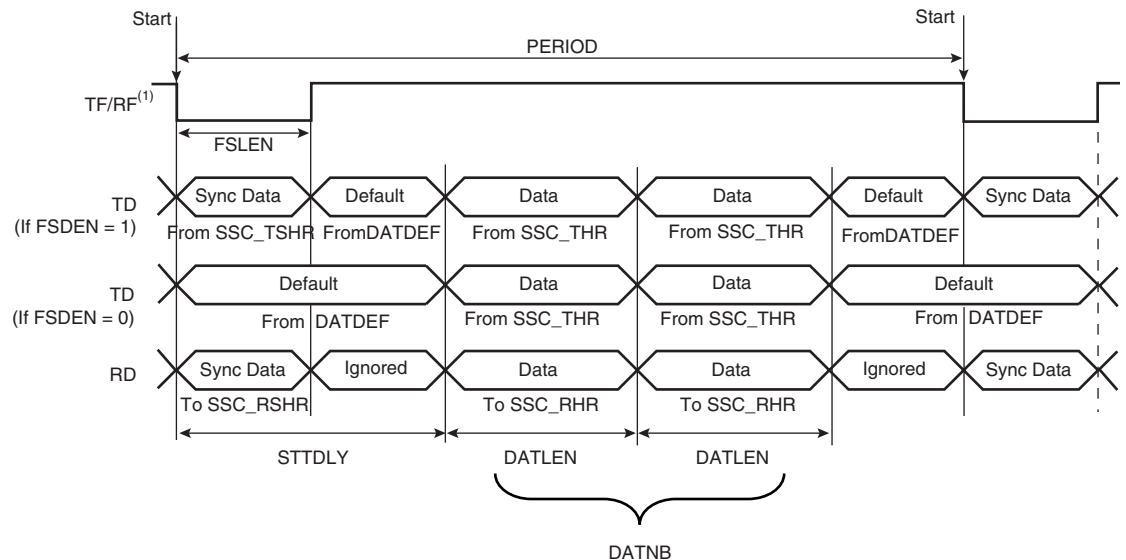 Start Start
PERIOD
TF/RF(1)
FSLEN
TD
(If FSDEN = 1)
Sync Data Default Data Data Default Sync Data
From SSC_TSHR FromDATDEF From SSC_THR From SSC_THR FromDATDEF
TD
(If FSDEN = 0)
Default Data Data Default
From DATDEF From SSC_THR From SSC_THR From DATDEF
RD
Sync Data Ignored Data Data Ignored Sync Data
To SSC_RSHR To SSC_RHR To SSC_RHR
STTDLY DATLEN DATLEN
DATNB